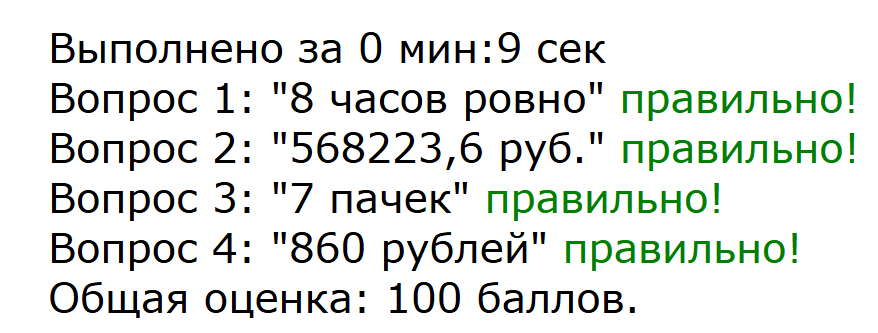 Выполнено за 0 мин:9 сек
Вопрос 1: "8 часов ровно" правильно!
Вопрос 2: "568223,6 руб." правильно!
Вопрос 3: "7 пачек" правильно!
Вопрос 4: "860 рублей" правильно!
Общая оценка: 100 баллов.